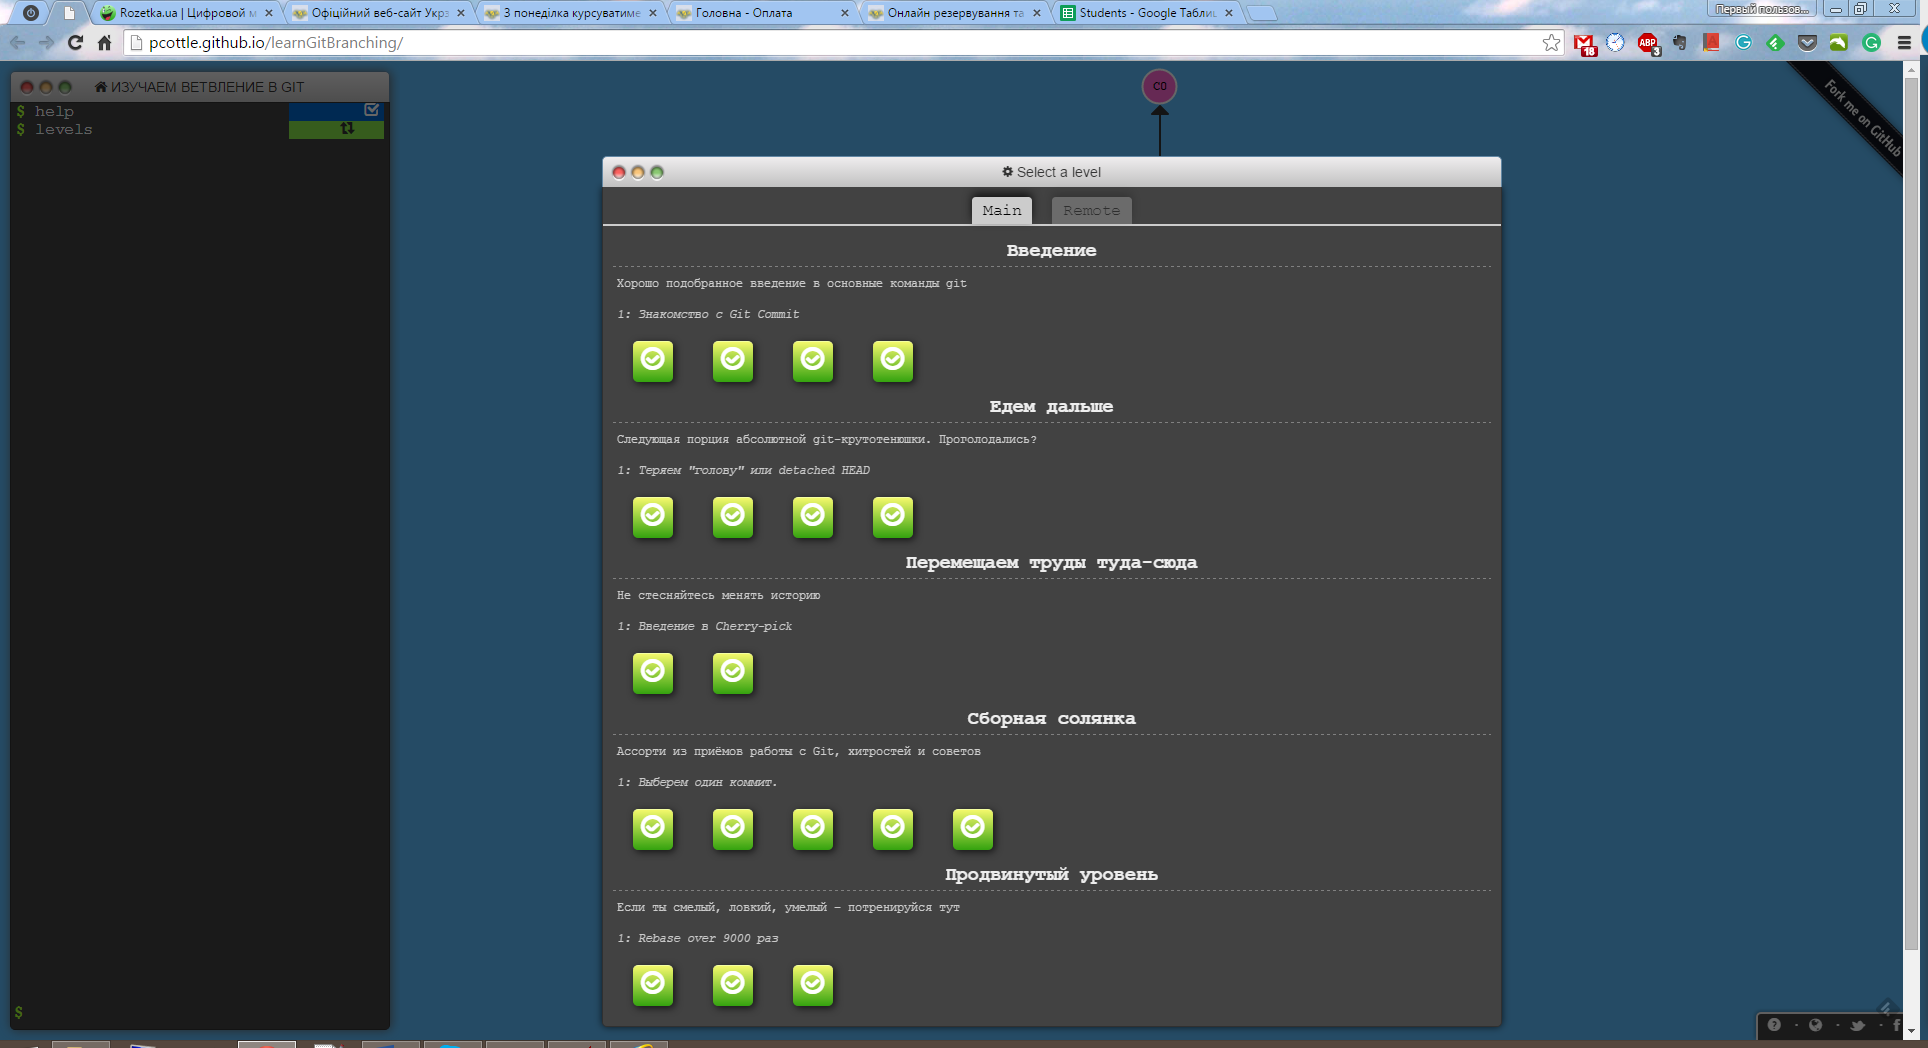 Rozetka.ua | Цифровой м
Офіційний веб-сайт Укрз
З понеділка курсуватиме
Головна - Оплата
Онлайн резервування та
Students - Google Таблиц
Первый пользов...
pcottle.github.io/learnGitBranching/
18
ABP
3
ИЗУЧАЕМ ВЕТВЛЕНИЕ В GIT
$ help
$ levels
$
C0
Fork me on GitHub
Select a level
Main
Remote
Введение
Хорошо подобранное введение в основные команды git
1: Знакомство с Git Commit
Едем дальше
Следующая порция абсолютной git-крутотенюшки. Проголодались?
1: Теряем "голову" или detached HEAD
Перемещаем труды туда-сюда
Не стесняйтесь менять историю
1: Введение в Cherry-pick
Сборная солянка
Ассорти из приёмов работы с Git, хитростей и советов
1: Выберем один коммит.
Продвинутый уровень
Если ты смелый, ловкий, умелый - потренируйся тут
1: Rebase over 9000 раз